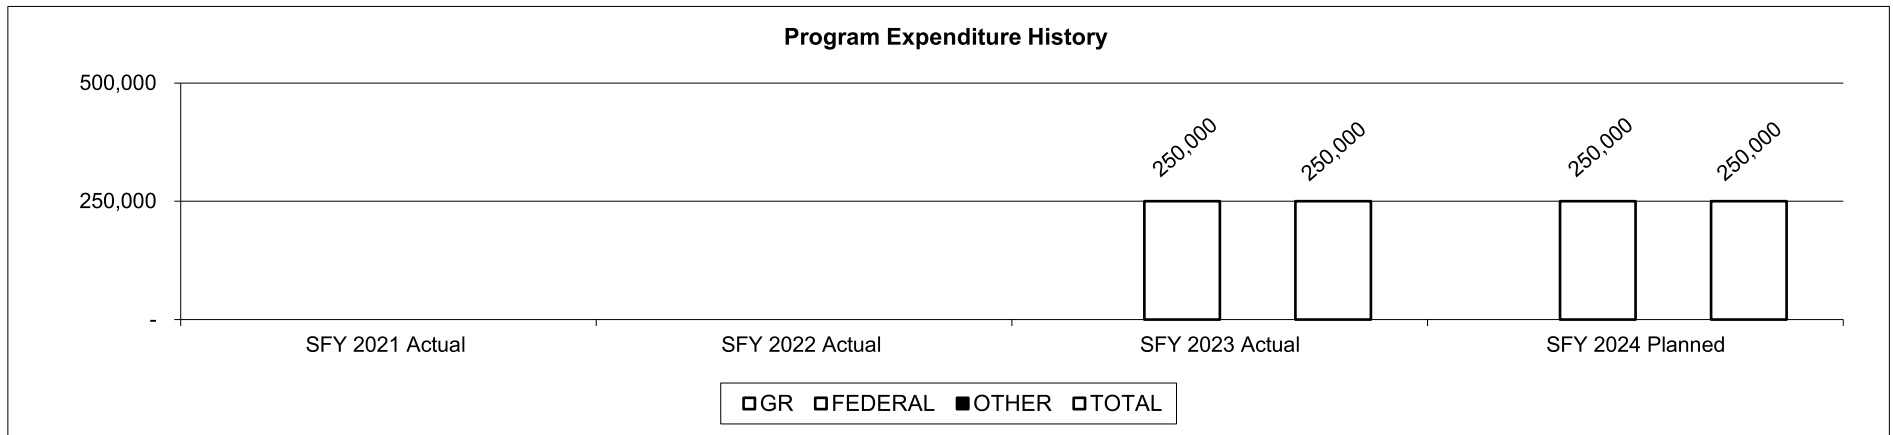 Program Expenditure History
500,000
250,000 250,000 250,000 250,000
250,000
-
SFY 2021 Actual SFY 2022 Actual SFY 2023 Actual SFY 2024 Planned
GR FEDERAL OTHER TOTAL